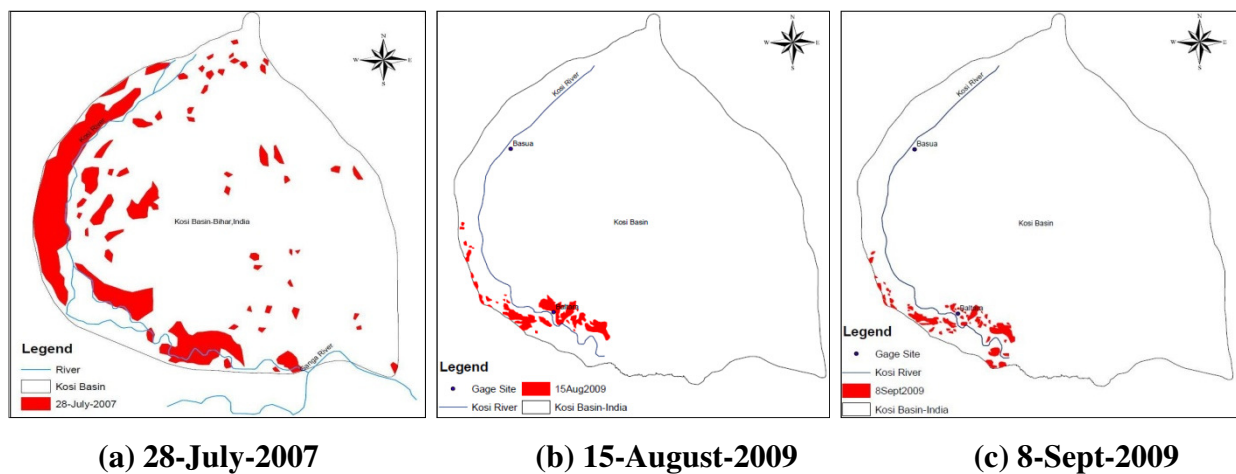 N
W
E
S
Kosi River
Kosi Basin-Bihar,India
Ganga River
Legend
River
Kosi Basin
28-July-2007
N
W
E
S
Kosi River
Basua
Kosi Basin
Legend
Gage Site
15Aug2009
Kosi River
Kosi Basin-India
N
W
E
S
Kosi River
Basua
Kosi Basin
Legend
Gage Site
Kosi River
8Sept2009
Kosi Basin-India
(a) 28-July-2007
(b) 15-August-2009
(c) 8-Sept-2009